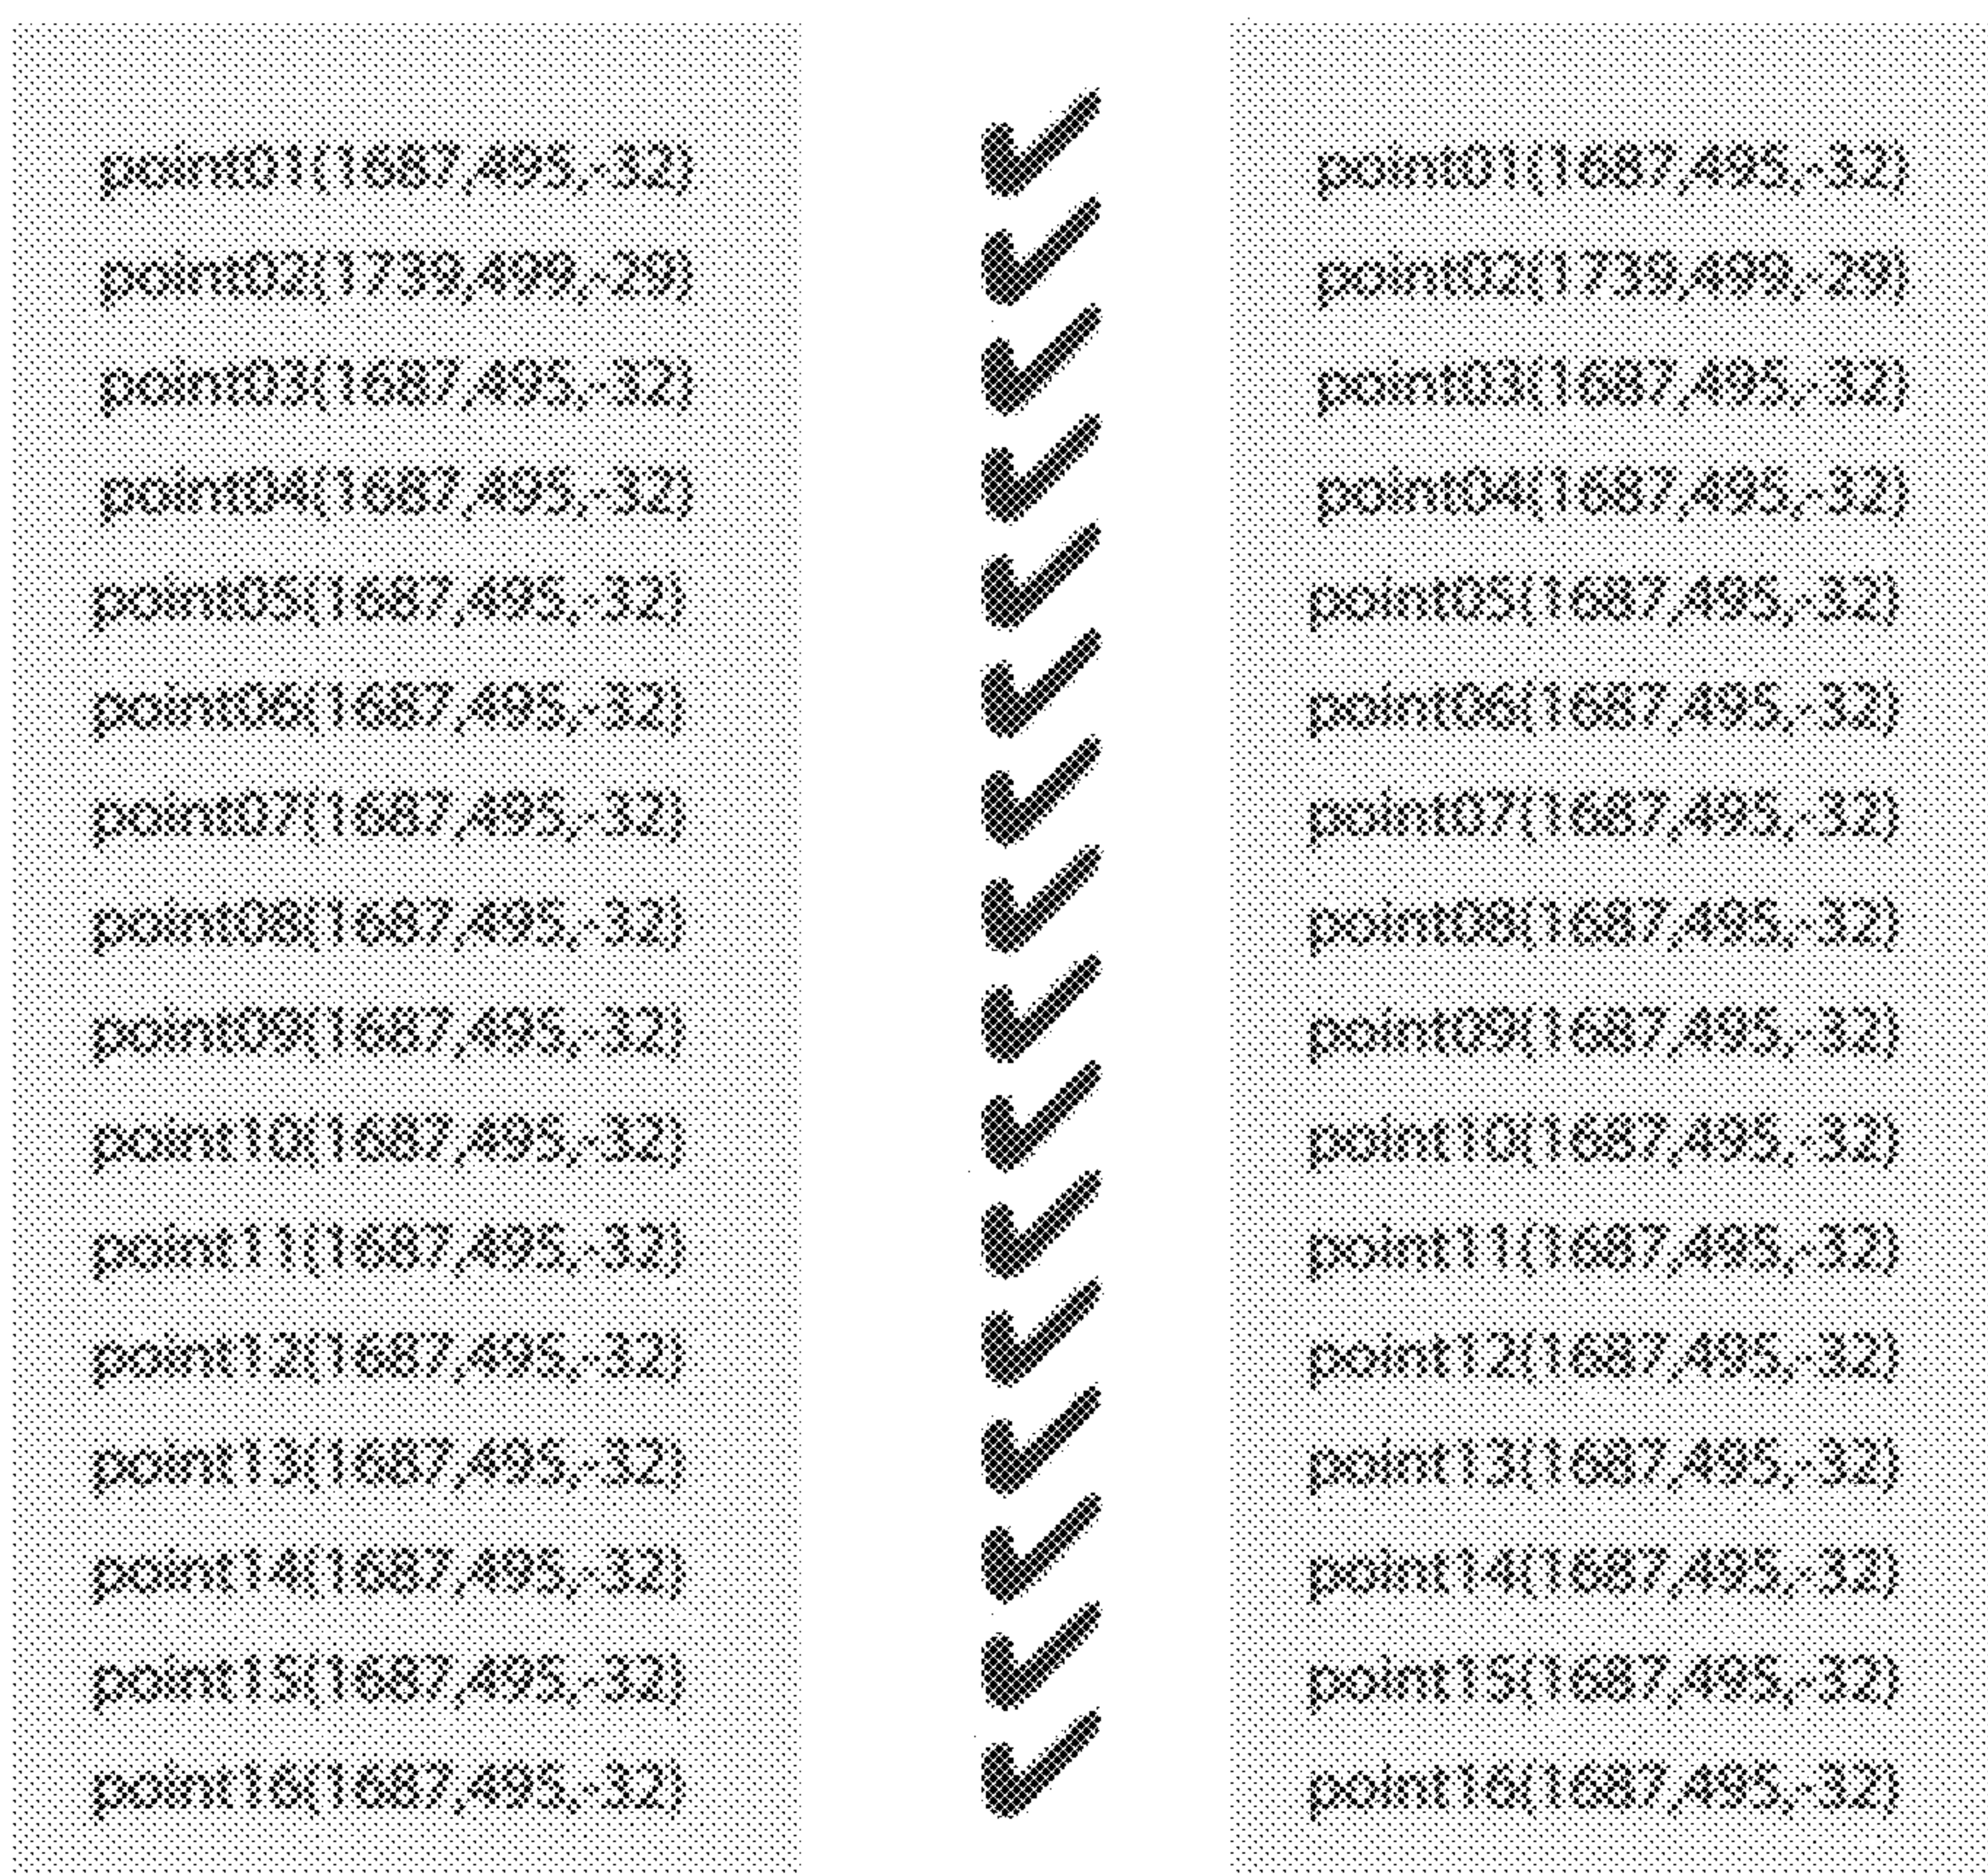 point01(1687,495,-32) ✔ point01(1687,495,-32)
point02(1739,499,-29) ✔ point02(1739,499,-29)
point03(1687,495,-32) ✔ point03(1687,495,-32)
point04(1687,495,-32) ✔ point04(1687,495,-32)
point05(1687,495,-32) ✔ point05(1687,495,-32)
point06(1687,495,-32) ✔ point06(1687,495,-32)
point07(1687,495,-32) ✔ point07(1687,495,-32)
point08(1687,495,-32) ✔ point08(1687,495,-32)
point09(1687,495,-32) ✔ point09(1687,495,-32)
point10(1687,495,-32) ✔ point10(1687,495,-32)
point11(1687,495,-32) ✔ point11(1687,495,-32)
point12(1687,495,-32) ✔ point12(1687,495,-32)
point13(1687,495,-32) ✔ point13(1687,495,-32)
point14(1687,495,-32) ✔ point14(1687,495,-32)
point15(1687,495,-32) ✔ point15(1687,495,-32)
point16(1687,495,-32) ✔ point16(1687,495,-32)